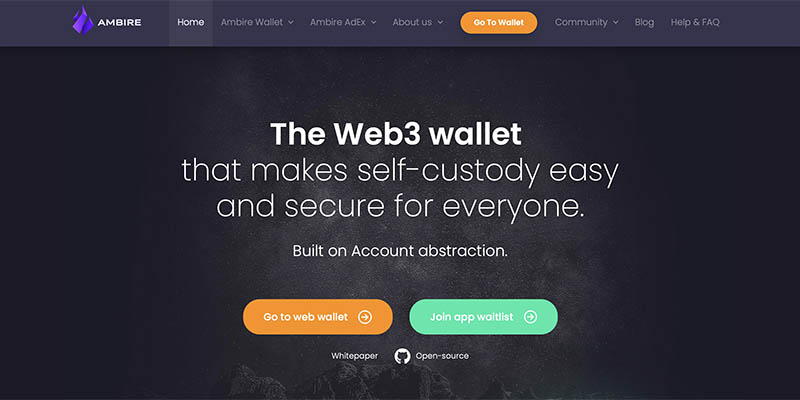 AMBIRE
Home
Ambire Wallet
Ambire AdEx
About us
Go To Wallet
Community
Blog
Help & FAQ
The Web3 wallet
that makes self-custody easy
and secure for everyone.
Built on Account abstraction.
Go to web wallet
Join app waitlist
Whitepaper
Open-source